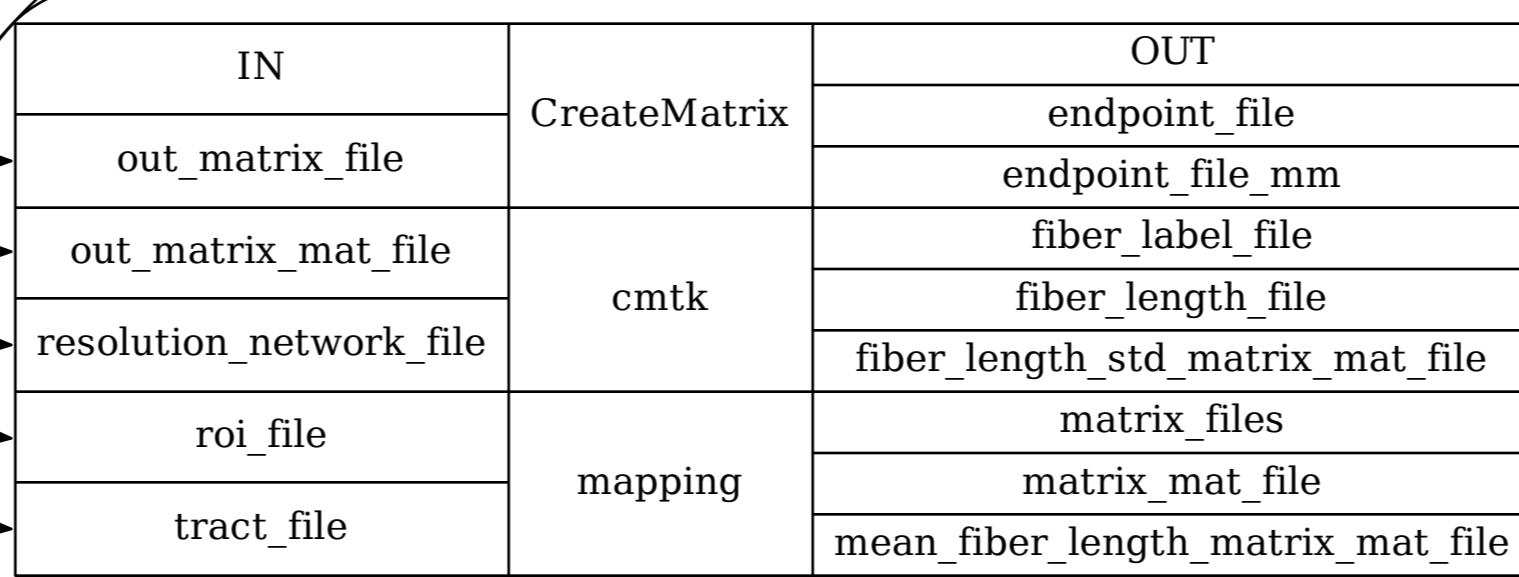 IN
out_matrix_file
out_matrix_mat_file
resolution_network_file
roi_file
tract_file
CreateMatrix
cmtk
mapping
OUT
endpoint_file
endpoint_file_mm
fiber_label_file
fiber_length_file
fiber_length_std_matrix_mat_file
matrix_files
matrix_mat_file
mean_fiber_length_matrix_mat_file